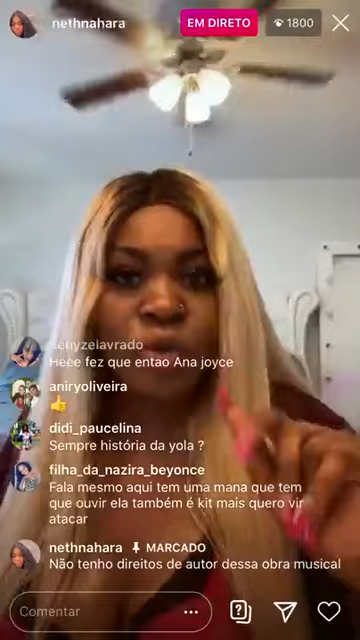 nethnahara EM DIRETO 1800
Heee fez que entao Ana joyce
aniryoliveira
👍
didi_paucelina
Sempre história da yola ?
filha_da_nazira_beyonce
Fala mesmo aqui tem uma mana que tem
que ouvir ela também é kit mais quero vir
atacar
nethnahara MARCADO
Não tenho direitos de autor dessa obra musical
Comentar